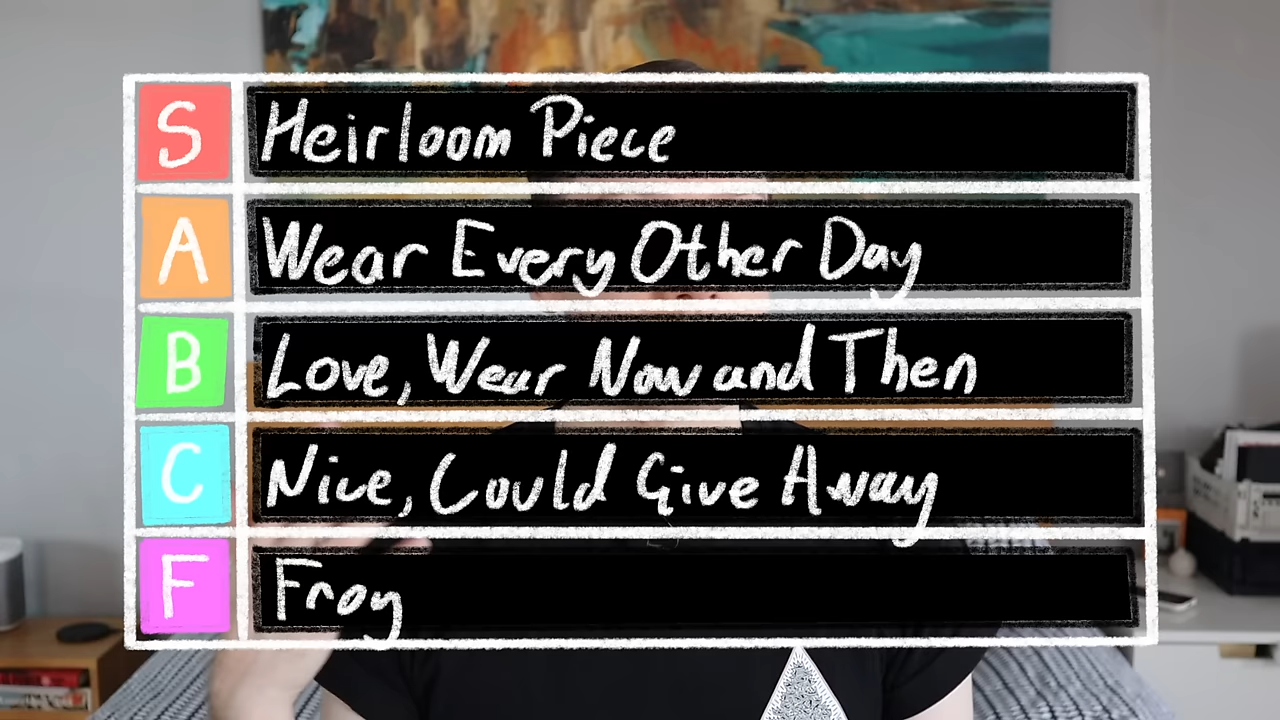 S Heirloom Piece
A Wear Every Other Day
B Love, Wear Now and Then
C Nice, Could Give Away
F Frog